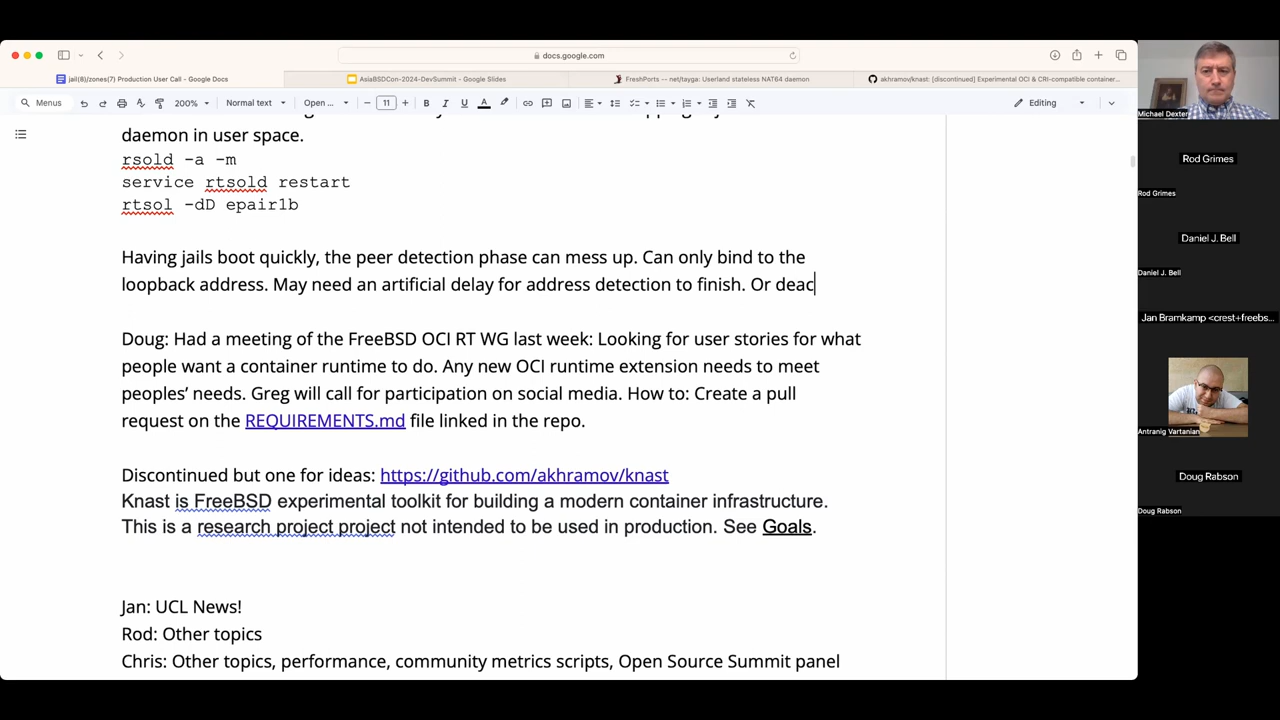 docs.google.com
jail(8)/zones(7) Production User Call - Google Docs
AsiaBSDCon-2024-DevSummit - Google Slides
FreshPorts -- net/tayga: Userland stateless NAT64 daemon
akhramov/knast: [discontinued] Experimental OCI & CRI-compatible container...
Menus
200%
Normal text
Open ...
11
B I U A
Editing
daemon in user space.
rsold -a -m
service rtsold restart
rtsol -dD epair1b
Having jails boot quickly, the peer detection phase can mess up. Can only bind to the
loopback address. May need an artificial delay for address detection to finish. Or deac
Doug: Had a meeting of the FreeBSD OCI RT WG last week: Looking for user stories for what
people want a container runtime to do. Any new OCI runtime extension needs to meet
peoples’ needs. Greg will call for participation on social media. How to: Create a pull
request on the REQUIREMENTS.md file linked in the repo.
Discontinued but one for ideas: https://github.com/akhramov/knast
Knast is FreeBSD experimental toolkit for building a modern container infrastructure.
This is a research project project not intended to be used in production. See Goals.
Jan: UCL News!
Rod: Other topics
Chris: Other topics, performance, community metrics scripts, Open Source Summit panel
Michael Dexter
Rod Grimes
Rod Grimes
Daniel J. Bell
Daniel J. Bell
Jan Bramkamp <crest+freebs...
Antranig Vartanian
Doug Rabson
Doug Rabson